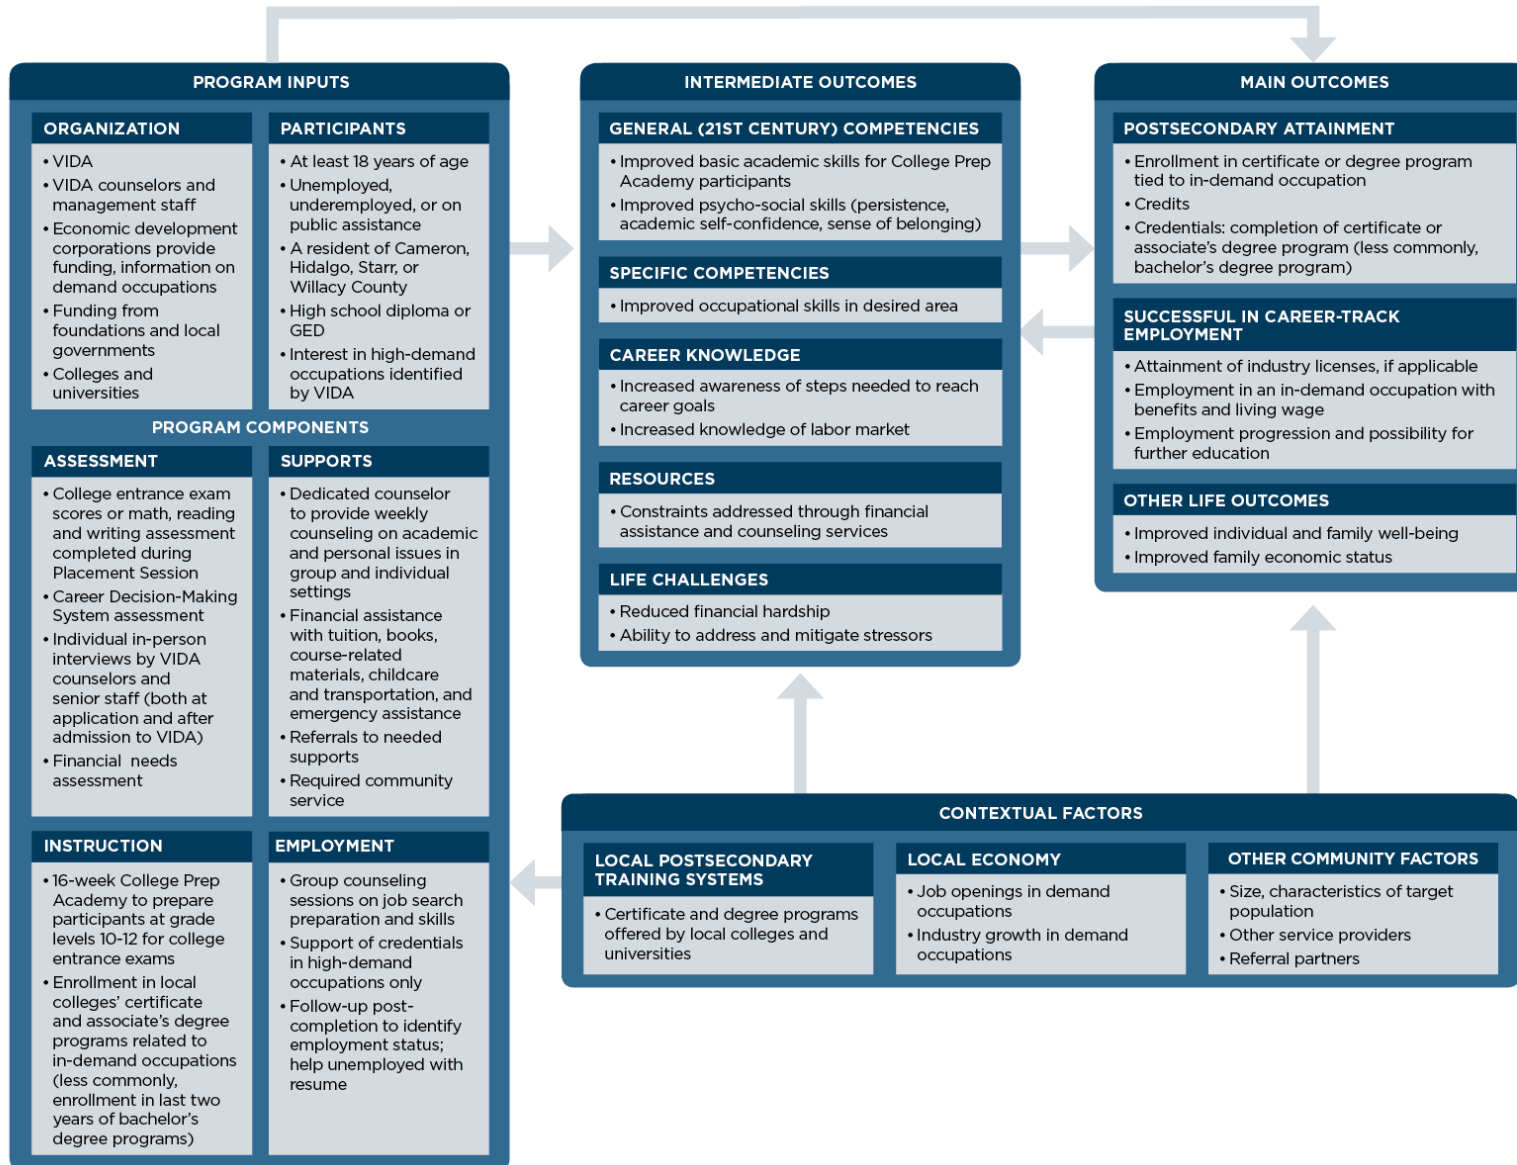 PROGRAM INPUTS
ORGANIZATION
• VIDA
• VIDA counselors and
management staff
• Economic development
corporations provide
funding, information on
demand occupations
• Funding from
foundations and local
governments
• Colleges and
universities
PARTICIPANTS
• At least 18 years of age
• Unemployed,
underemployed, or on
public assistance
• A resident of Cameron,
Hidalgo, Starr, or
Willacy County
• High school diploma or
GED
• Interest in high-demand
occupations identified
by VIDA
PROGRAM COMPONENTS
ASSESSMENT
• College entrance exam
scores or math, reading
and writing assessment
completed during
Placement Session
• Career Decision-Making
System assessment
• Individual in-person
interviews by VIDA
counselors and
senior staff (both at
application and after
admission to VIDA)
• Financial needs
assessment
SUPPORTS
• Dedicated counselor
to provide weekly
counseling on academic
and personal issues in
group and individual
settings
• Financial assistance
with tuition, books,
course-related
materials, childcare
and transportation, and
emergency assistance
• Referrals to needed
supports
• Required community
service
INSTRUCTION
• 16-week College Prep
Academy to prepare
participants at grade
levels 10-12 for college
entrance exams
• Enrollment in local
colleges' certificate
and associate's degree
programs related to
in-demand occupations
(less commonly,
enrollment in last two
years of bachelor's
degree programs)
EMPLOYMENT
• Group counseling
sessions on job search
preparation and skills
• Support of credentials
in high-demand
occupations only
• Follow-up post-
completion to identify
employment status;
help unemployed with
resume
INTERMEDIATE OUTCOMES
GENERAL (21ST CENTURY) COMPETENCIES
• Improved basic academic skills for College Prep
Academy participants
• Improved psycho-social skills (persistence,
academic self-confidence, sense of belonging)
SPECIFIC COMPETENCIES
• Improved occupational skills in desired area
CAREER KNOWLEDGE
• Increased awareness of steps needed to reach
career goals
• Increased knowledge of labor market
RESOURCES
• Constraints addressed through financial
assistance and counseling services
LIFE CHALLENGES
• Reduced financial hardship
• Ability to address and mitigate stressors
MAIN OUTCOMES
POSTSECONDARY ATTAINMENT
• Enrollment in certificate or degree program
tied to in-demand occupation
• Credits
• Credentials: completion of certificate or
associate's degree program (less commonly,
bachelor's degree program)
SUCCESSFUL IN CAREER-TRACK
EMPLOYMENT
• Attainment of industry licenses, if applicable
• Employment in an in-demand occupation with
benefits and living wage
• Employment progression and possibility for
further education
OTHER LIFE OUTCOMES
• Improved individual and family well-being
• Improved family economic status
CONTEXTUAL FACTORS
LOCAL POSTSECONDARY
TRAINING SYSTEMS
• Certificate and degree programs
offered by local colleges and
universities
LOCAL ECONOMY
• Job openings in demand
occupations
• Industry growth in demand
occupations
OTHER COMMUNITY FACTORS
• Size, characteristics of target
population
• Other service providers
• Referral partners